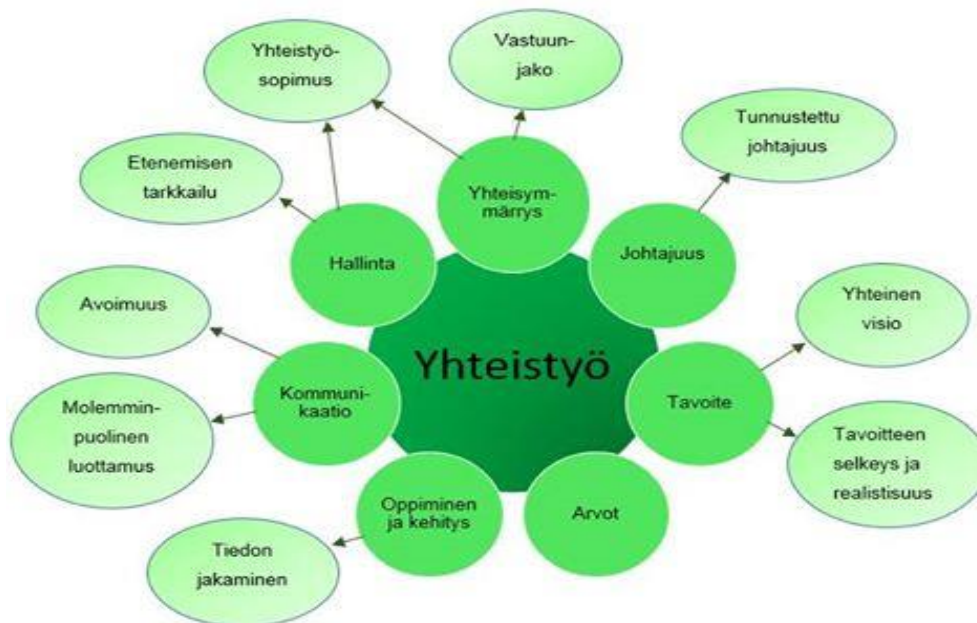 Yhteistyö-
sopimus
Vastuun-
jako
Tunnustettu
johtajuus
Etenemisen
tarkkailu
Yhteisym-
märrys
Hallinta
Johtajuus
Avoimuus
Yhteinen
visio
Yhteistyö
Kommuni-
kaatio
Tavoite
Molemmin-
puolinen
luottamus
Tavoitteen
selkeys ja
realistisuus
Oppiminen
ja kehitys
Arvot
Tiedon
jakaminen